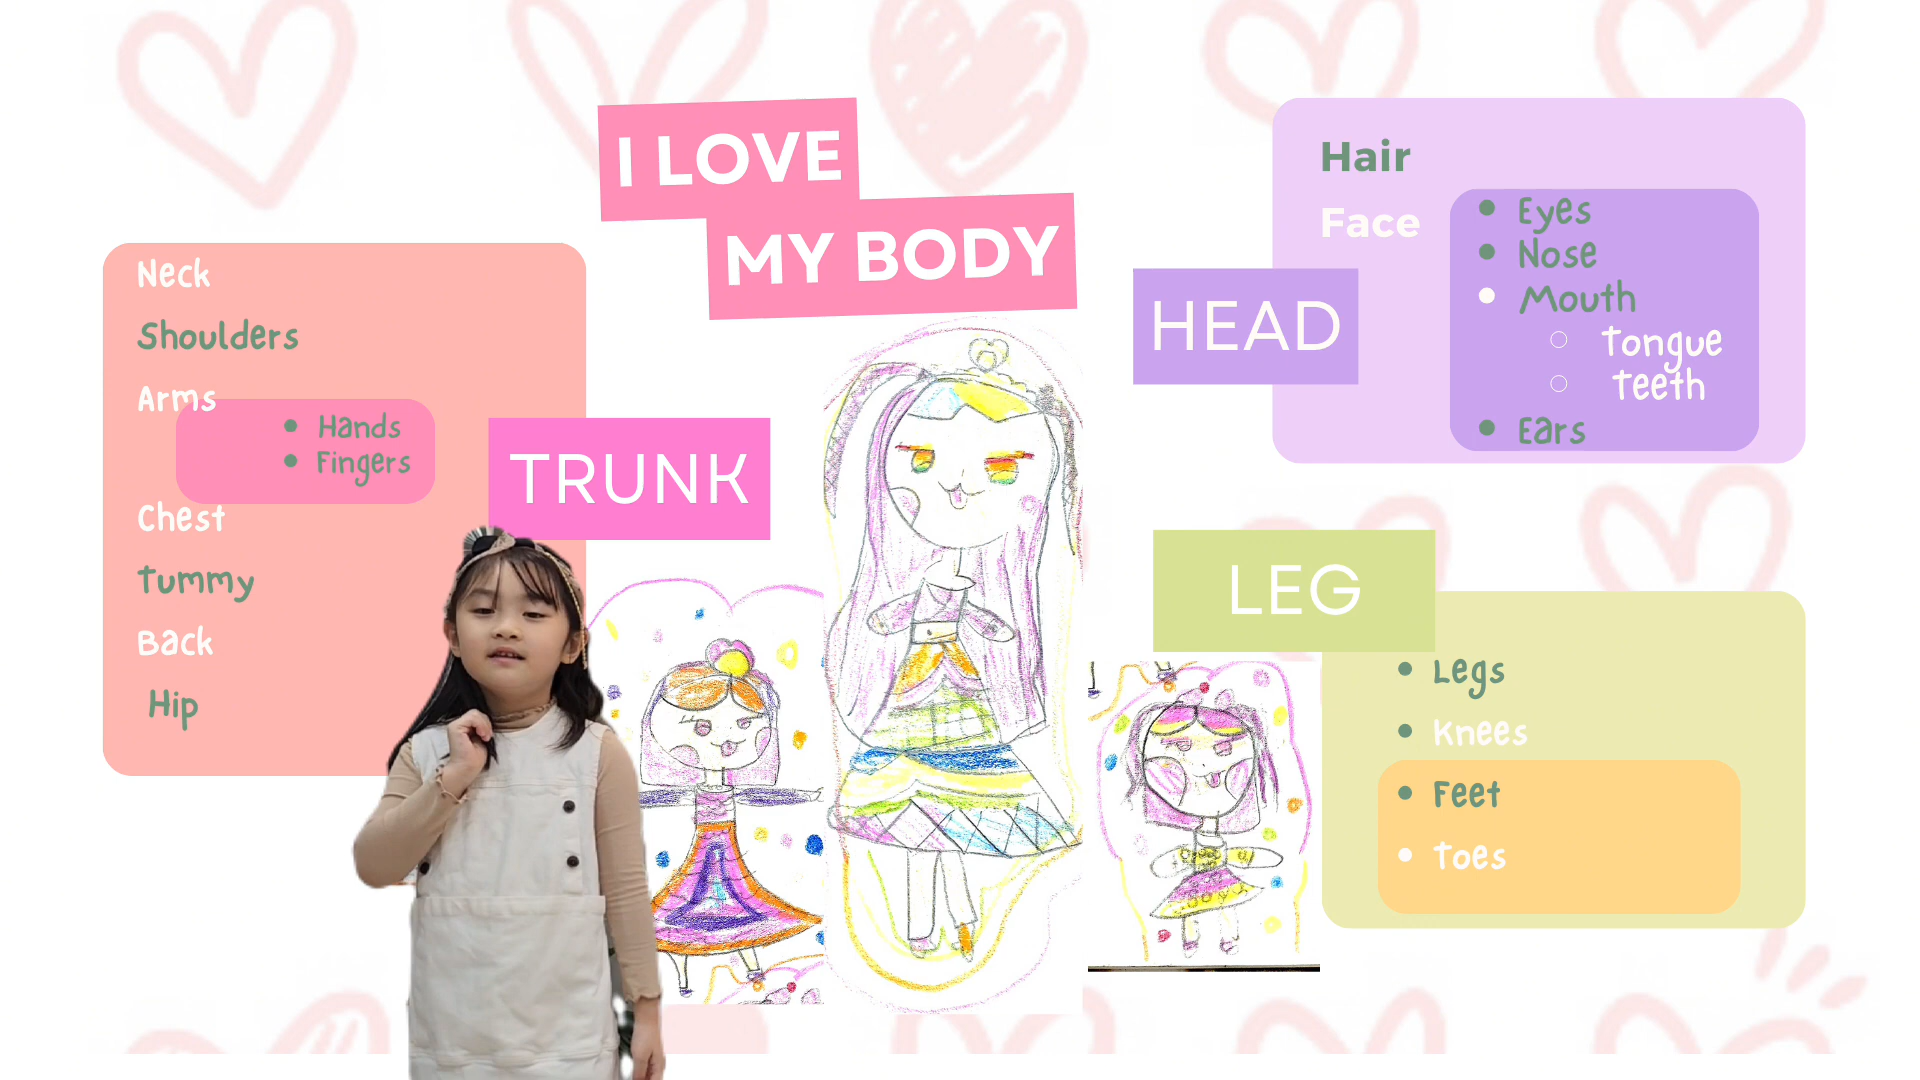 I LOVE
MY BODY
Neck
Shoulders
Arms
Hands
Fingers
Chest
Tummy
Back
Hip
TRUNK
HEAD
Hair
Face
Eyes
Nose
Mouth
Tongue
Teeth
Ears
LEG
Legs
Knees
Feet
Toes